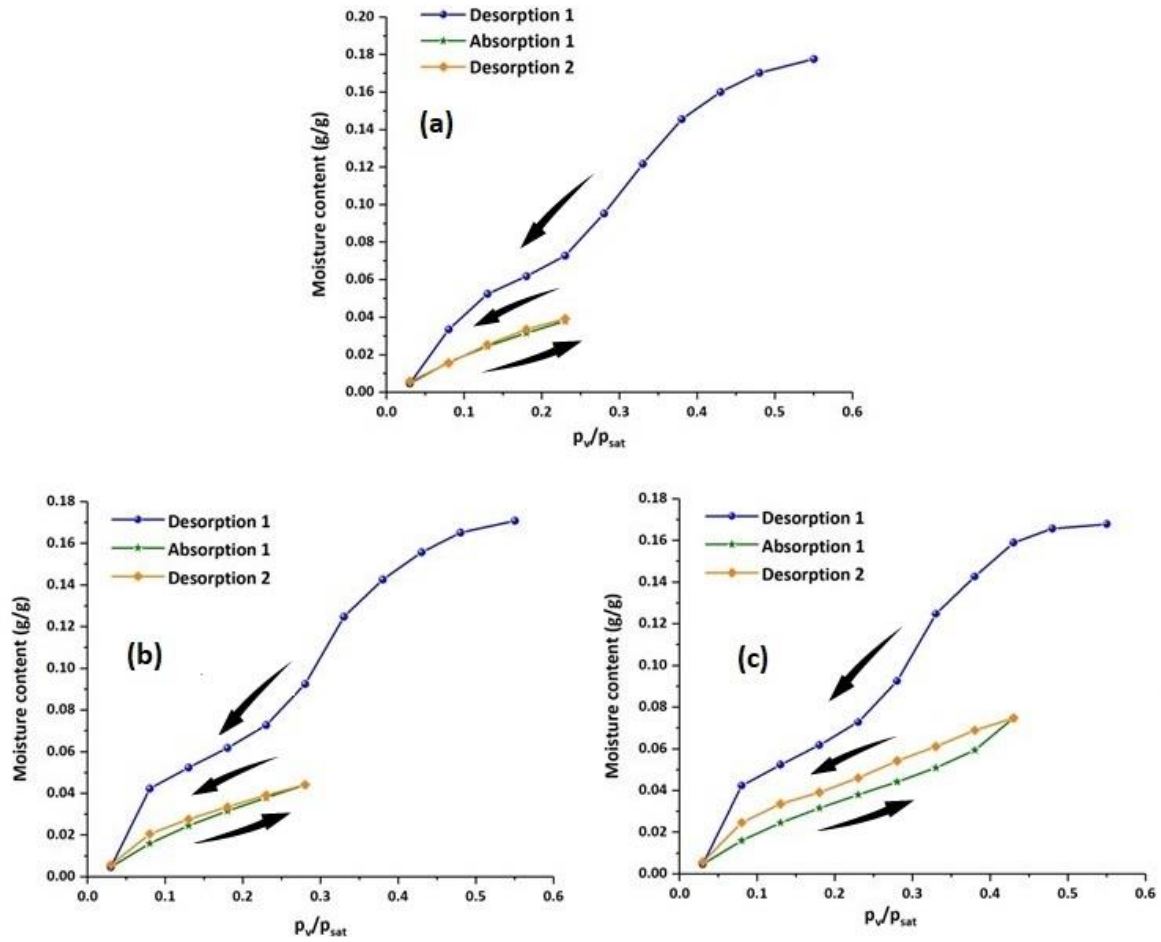 Desorption 1
Absorption 1
Desorption 2
(a)
Moisture content (g/g)
0.20
0.18
0.16
0.14
0.12
0.10
0.08
0.06
0.04
0.02
0.00
0.0 0.1 0.2 0.3 0.4 0.5 0.6
pv/psat
Desorption 1
Absorption 1
Desorption 2
(b)
Moisture content (g/g)
0.18
0.16
0.14
0.12
0.10
0.08
0.06
0.04
0.02
0.00
0.0 0.1 0.2 0.3 0.4 0.5 0.6
pv/psat
Desorption 1
Absorption 1
Desorption 2
(c)
Moisture content (g/g)
0.18
0.16
0.14
0.12
0.10
0.08
0.06
0.04
0.02
0.00
0.0 0.1 0.2 0.3 0.4 0.5 0.6
pv/psat